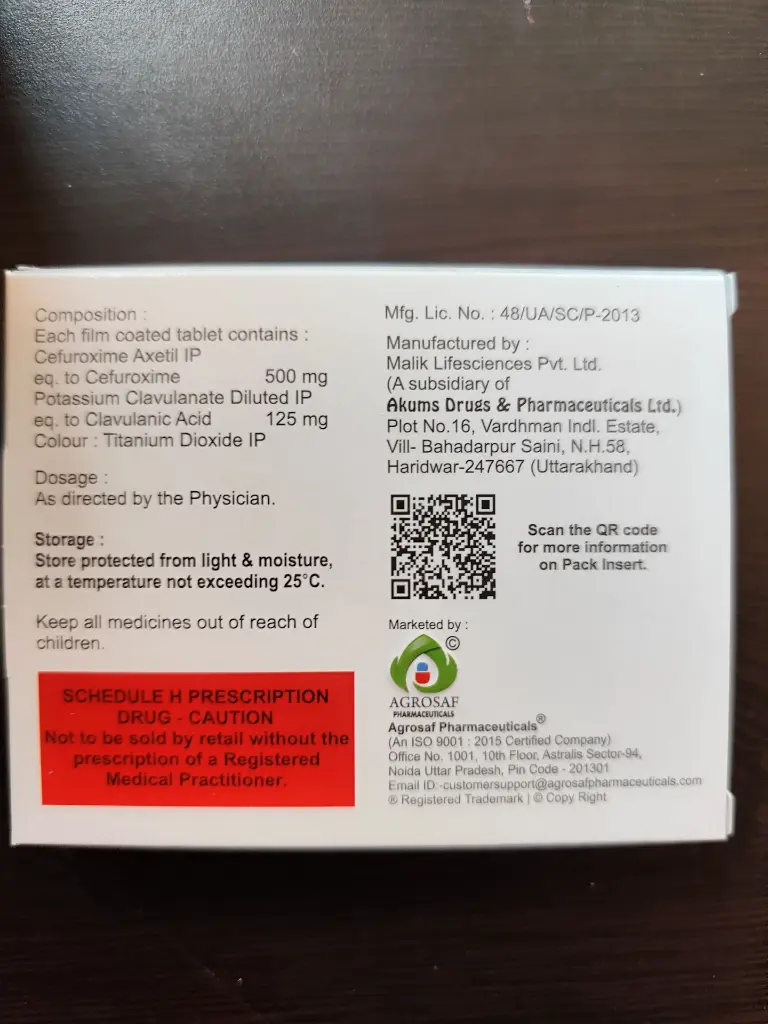 Composition :
Each film coated tablet contains :
Cefuroxime Axetil IP
eq. to Cefuroxime 500 mg
Potassium Clavulanate Diluted IP
eq. to Clavulanic Acid 125 mg
Colour : Titanium Dioxide IP
Dosage :
As directed by the Physician.
Storage :
Store protected from light & moisture,
at a temperature not exceeding 25°C.
Keep all medicines out of reach of
children.
SCHEDULE H PRESCRIPTION
DRUG - CAUTION
Not to be sold by retail without the
prescription of a Registered
Medical Practitioner.
Mfg. Lic. No. : 48/UA/SC/P-2013
Manufactured by :
Malik Lifesciences Pvt. Ltd.
(A subsidiary of
Akums Drugs & Pharmaceuticals Ltd.)
Plot No.16, Vardhman Indl. Estate,
Vill- Bahadarpur Saini, N.H.58,
Haridwar-247667 (Uttarakhand)
Scan the QR code
for more information
on Pack Insert.
Marketed by :
©
AGROSAF
PHARMACEUTICALS
Agrosaf Pharmaceuticals®
(An ISO 9001 : 2015 Certified Company)
Office No. 1001, 10th Floor, Astralis Sector-94,
Noida Uttar Pradesh, Pin Code - 201301
Email ID:-customersupport@agrosafpharmaceuticals.com
® Registered Trademark | © Copy Right